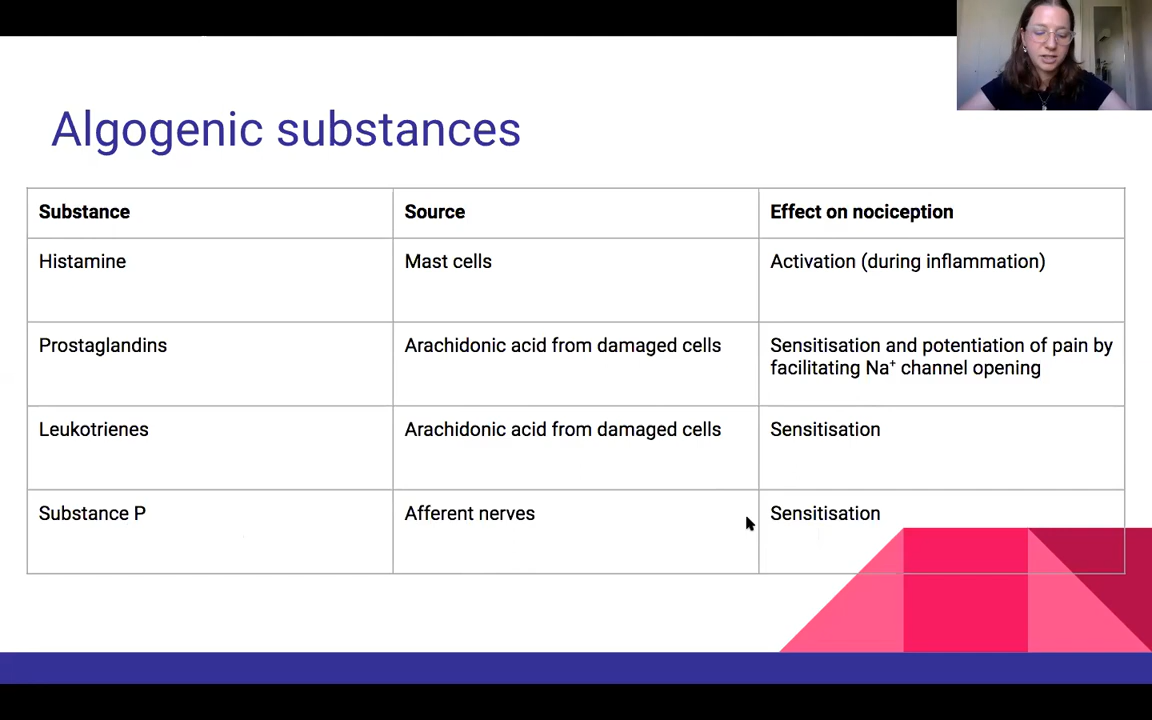 Algogenic substances
Substance
Source
Effect on nociception
Histamine
Mast cells
Activation (during inflammation)
Prostaglandins
Arachidonic acid from damaged cells
Sensitisation and potentiation of pain by
facilitating Na⁺ channel opening
Leukotrienes
Arachidonic acid from damaged cells
Sensitisation
Substance P
Afferent nerves
Sensitisation